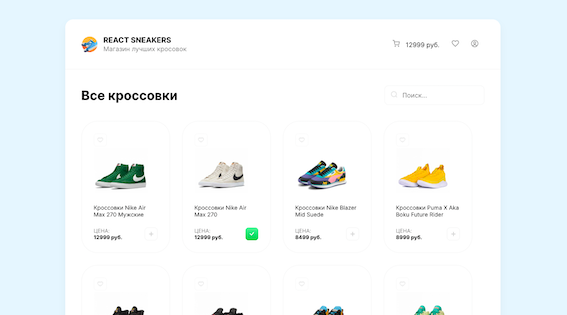 REACT SNEAKERS
Магазин лучших кросовок
12999 руб.
Все кроссовки
Поиск...
Кроссовки Nike Air
Max 270 Мужские
ЦЕНА:
12999 руб.
Кроссовки Nike Air
Max 270
ЦЕНА:
12999 руб.
Кроссовки Nike Blazer
Mid Suede
ЦЕНА:
8499 руб.
Кроссовки Puma X Aka
Boku Future Rider
ЦЕНА:
8999 руб.